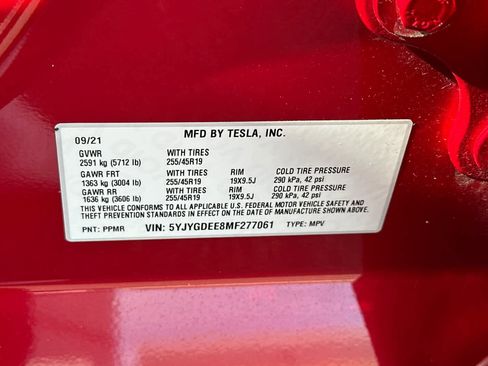 MFD BY TESLA, INC.
09/21
GVWR WITH TIRES
2591 kg (5712 lb) 255/45R19
GAWR FRT WITH TIRES RIM COLD TIRE PRESSURE
1363 kg (3004 lb) 255/45R19 19X9.5J 290 kPa, 42 psi
GAWR RR WITH TIRES RIM COLD TIRE PRESSURE
1636 kg (3606 lb) 255/45R19 19X9.5J 290 kPa, 42 psi
THIS VEHICLE CONFORMS TO ALL APPLICABLE U.S. FEDERAL MOTOR VEHICLE SAFETY AND
THEFT PREVENTION STANDARDS IN EFFECT ON THE DATE OF MANUFACTURE SHOWN ABOVE.
PNT: PPMR VIN: 5YJYGDEE8MF277061 TYPE: MPV